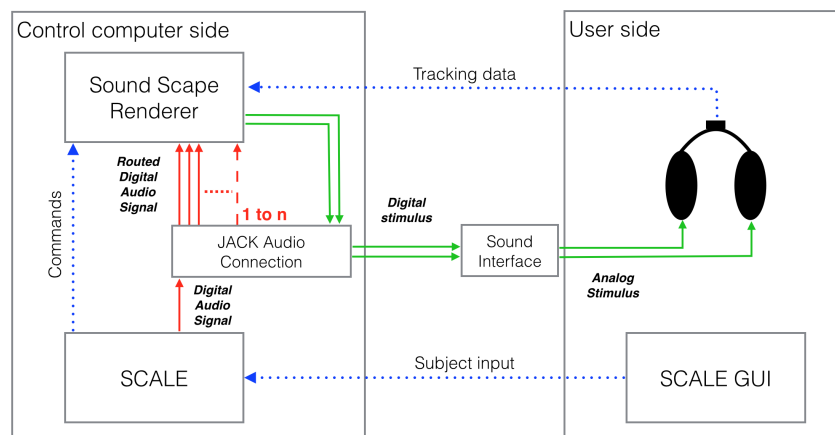 Control computer side
User side
Sound Scape
Renderer
Tracking data
Routed
Digital
Audio
Signal
1 to n
Digital
stimulus
Commands
JACK Audio
Connection
Sound
Interface
Analog
Stimulus
Digital
Audio
Signal
SCALE
Subject input
SCALE GUI